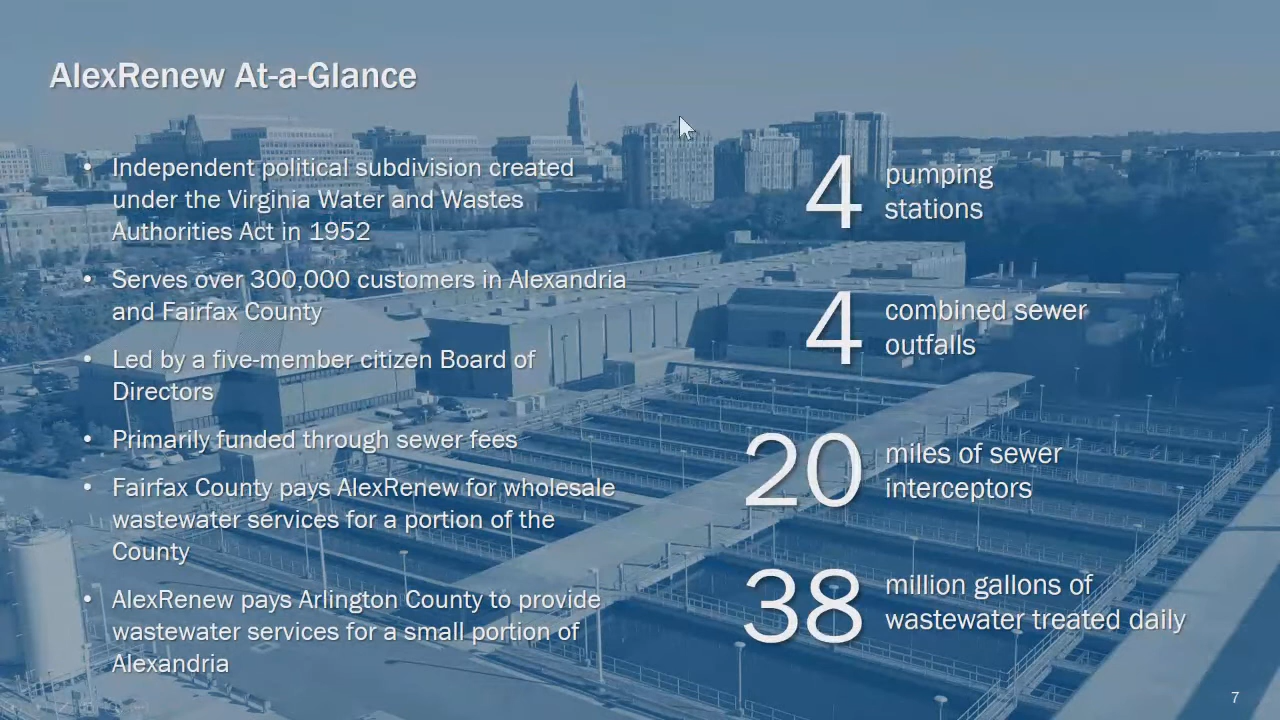 AlexRenew At-a-Glance
• Independent political subdivision created
under the Virginia Water and Wastes
Authorities Act in 1952
• Serves over 300,000 customers in Alexandria
and Fairfax County
• Led by a five-member citizen Board of
Directors
• Primarily funded through sewer fees
• Fairfax County pays AlexRenew for wholesale
wastewater services for a portion of the
County
• AlexRenew pays Arlington County to provide
wastewater services for a small portion of
Alexandria
4 pumping
stations
4 combined sewer
outfalls
20 miles of sewer
interceptors
38 million gallons of
wastewater treated daily
7